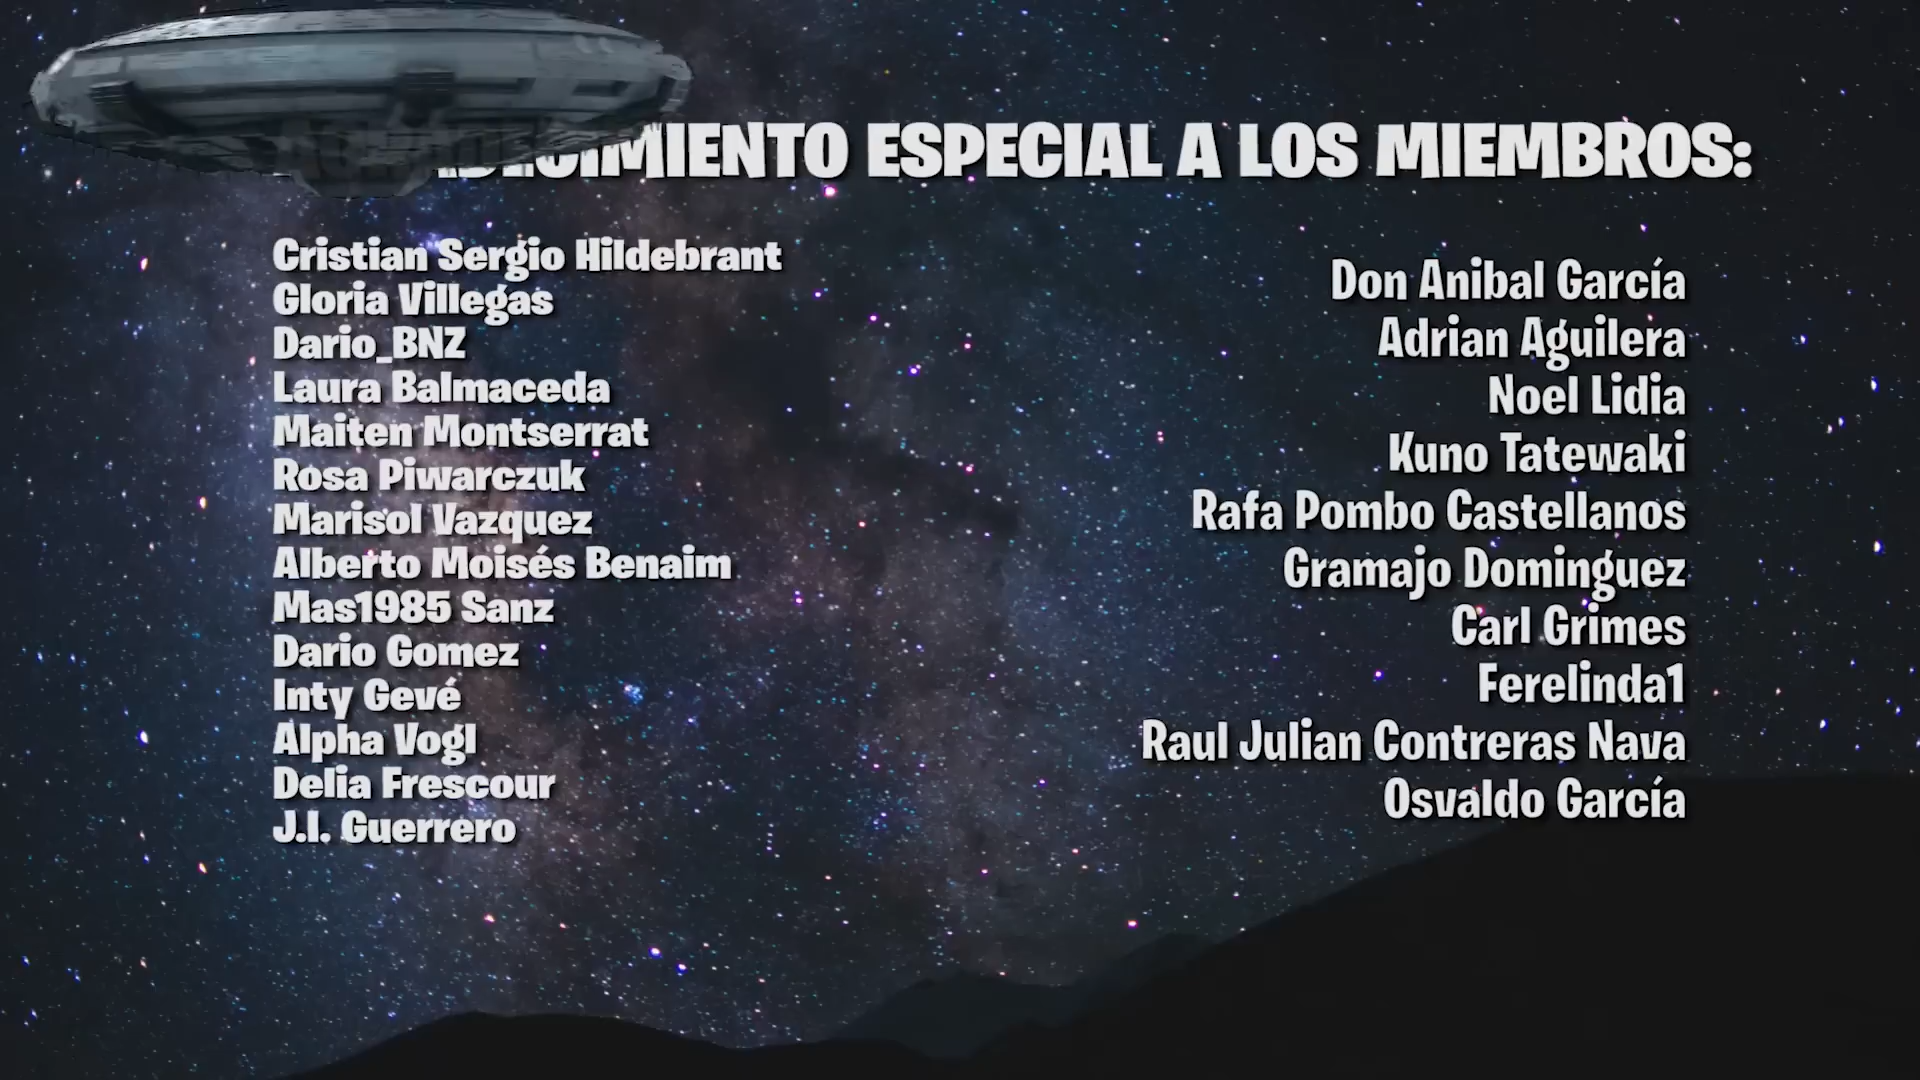 ESPECIAL A LOS MIEMBROS:
Cristian Sergio Hildebrant
Gloria Villegas
Dario_BNZ
Laura Balmaceda
Maiten Montserrat
Rosa Piwarczuk
Marisol Vazquez
Alberto Moisés Benaim
Mas1985 Sanz
Dario Gomez
Inty Gevé
Alpha Vogl
Delia Frescour
J.I. Guerrero
Don Anibal García
Adrian Aguilera
Noel Lidia
Kuno Tatewaki
Rafa Pombo Castellanos
Gramajo Dominguez
Carl Grimes
Ferelinda1
Raul Julian Contreras Nava
Osvaldo García